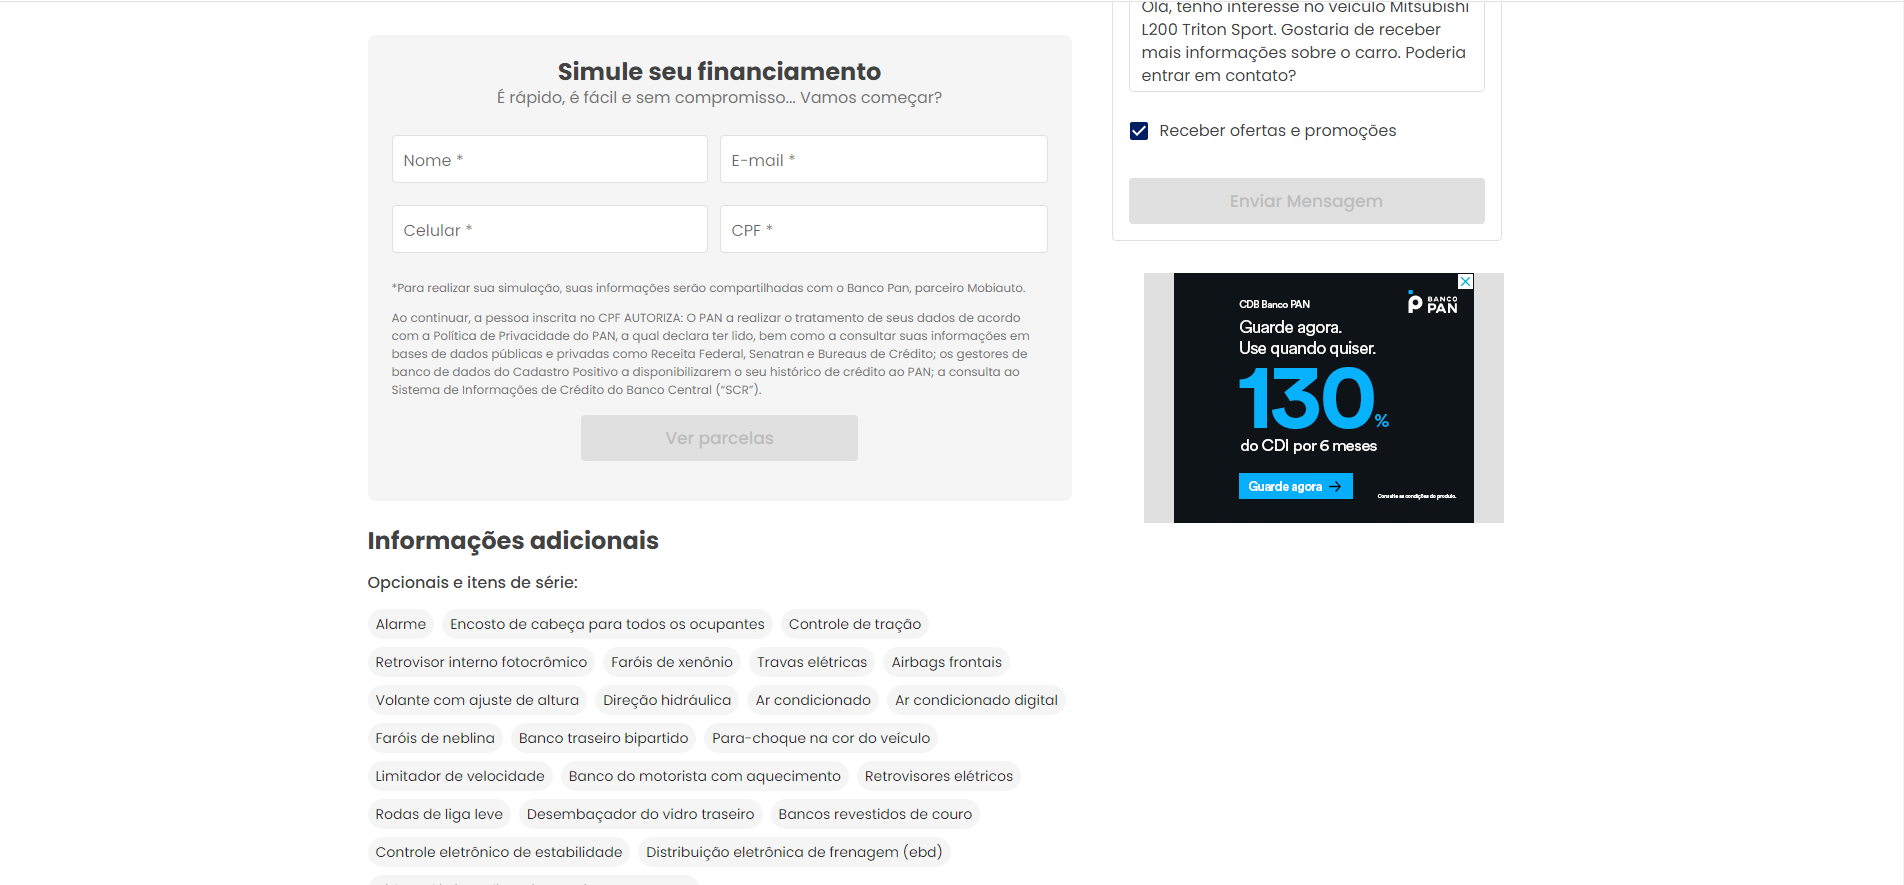 Simule seu financiamento
É rápido, é fácil e sem compromisso... Vamos começar?
Nome *
E-mail *
Celular *
CPF *
*Para realizar sua simulação, suas informações serão compartilhadas com o Banco Pan, parceiro Mobiauto.
Ao continuar, a pessoa inscrita no CPF AUTORIZA: O PAN a realizar o tratamento de seus dados de acordo
com a Política de Privacidade do PAN, a qual declara ter lido, bem como a consultar suas informações em
bases de dados públicas e privadas como Receita Federal, Senatran e Bureaus de Crédito; os gestores de
banco de dados do Cadastro Positivo a disponibilizarem o seu histórico de crédito ao PAN; a consulta ao
Sistema de Informações de Crédito do Banco Central (“SCR”).
Ver parcelas
Informações adicionais
Opcionais e itens de série:
Alarme
Encosto de cabeça para todos os ocupantes
Controle de tração
Retrovisor interno fotocrômico
Faróis de xenônio
Travas elétricas
Airbags frontais
Volante com ajuste de altura
Direção hidráulica
Ar condicionado
Ar condicionado digital
Faróis de neblina
Banco traseiro bipartido
Para-choque na cor do veículo
Limitador de velocidade
Banco do motorista com aquecimento
Retrovisores elétricos
Rodas de liga leve
Desembaçador do vidro traseiro
Bancos revestidos de couro
Controle eletrônico de estabilidade
Distribuição eletrônica de frenagem (ebd)
Olá, tenho interesse no veículo Mitsubishi
L200 Triton Sport. Gostaria de receber
mais informações sobre o carro. Poderia
entrar em contato?
Receber ofertas e promoções
Enviar Mensagem
CDB Banco PAN
BANCO
PAN
Guarde agora.
Use quando quiser.
130%
do CDI por 6 meses
Guarde agora →
Consulte as condições do produto.